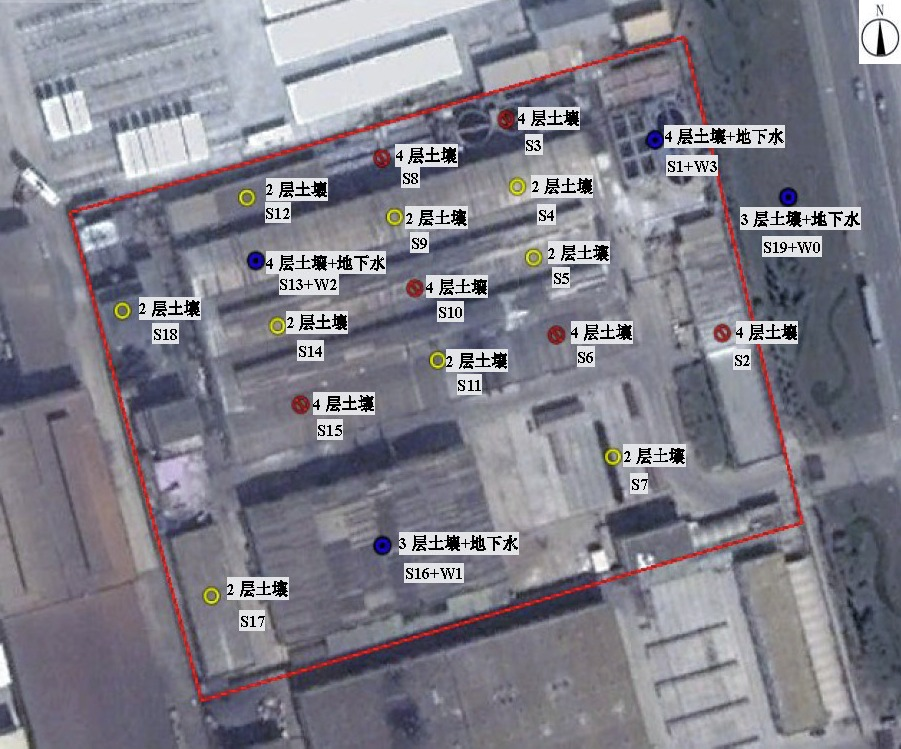 N
4 层土壤
S3
4 层土壤+地下水
S1+W3
4 层土壤
S8
2 层土壤
S12
2 层土壤
S4
3 层土壤+地下水
S19+W0
2 层土壤
S9
4 层土壤+地下水
S13+W2
2 层土壤
S5
4 层土壤
S10
2 层土壤
S18
2 层土壤
S14
4 层土壤
S6
4 层土壤
S2
2 层土壤
S11
4 层土壤
S15
2 层土壤
S7
3 层土壤+地下水
S16+W1
2 层土壤
S17